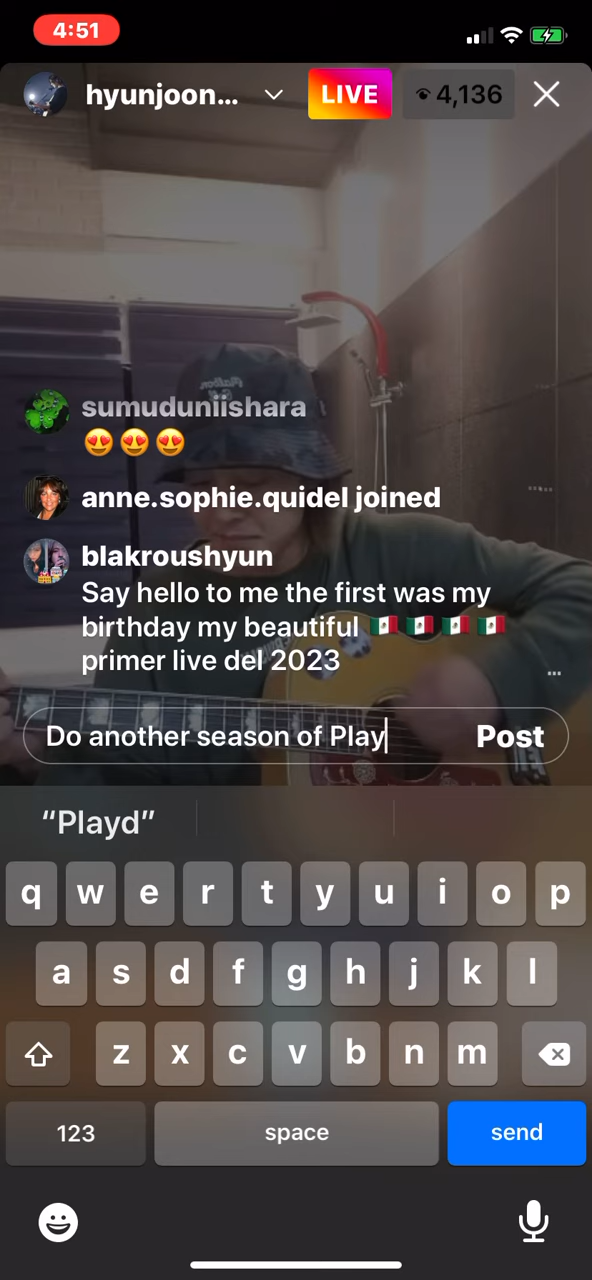 4:51
hyunjoon...
LIVE
4,136
sumuduniishara
😍😍😍
anne.sophie.quidel joined
blakroushyun
Say hello to me the first was my
birthday my beautiful 🇲🇽 🇲🇽 🇲🇽 🇲🇽
primer live del 2023
Do another season of Play
Post
“Playd”
q w e r t y u i o p
a s d f g h j k l
z x c v b n m
123
space
send